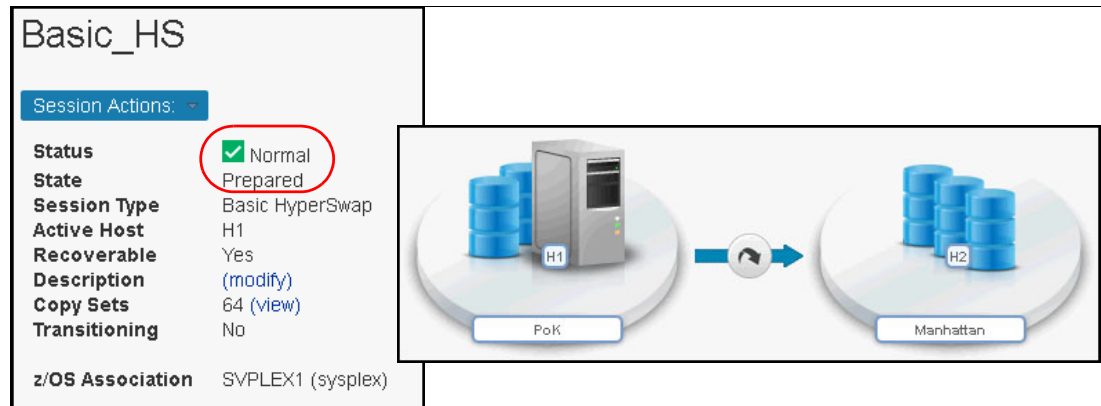 Basic_HS
Session Actions:
Status Normal
State Prepared
Session Type Basic HyperSwap
Active Host H1
Recoverable Yes
Description (modify)
Copy Sets 64 (view)
Transitioning No
z/OS Association SVPLEX1 (sysplex)
H1
H2
PoK
Manhattan